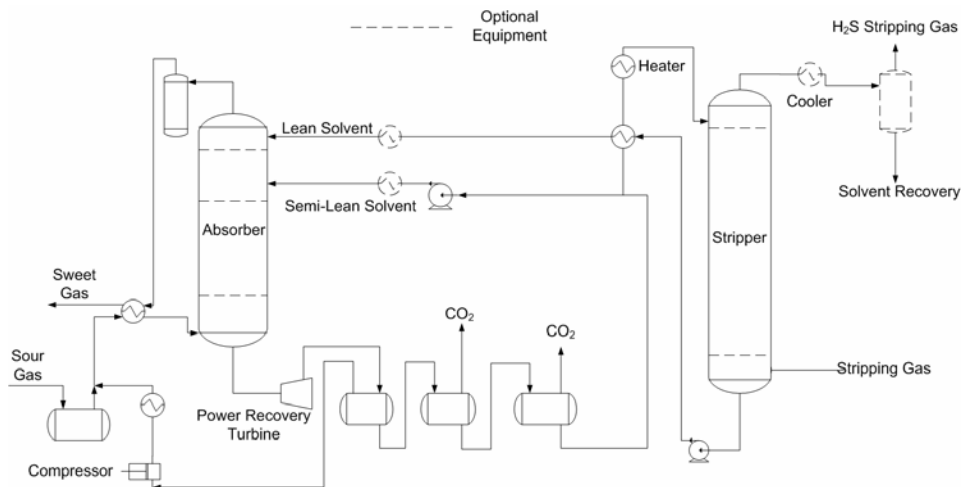 Optional
Equipment
H₂S Stripping Gas
Heater
Cooler
Lean Solvent
Semi-Lean Solvent
Solvent Recovery
Absorber
Stripper
Sweet
Gas
CO₂
CO₂
Sour
Gas
Stripping Gas
Power Recovery
Turbine
Compressor